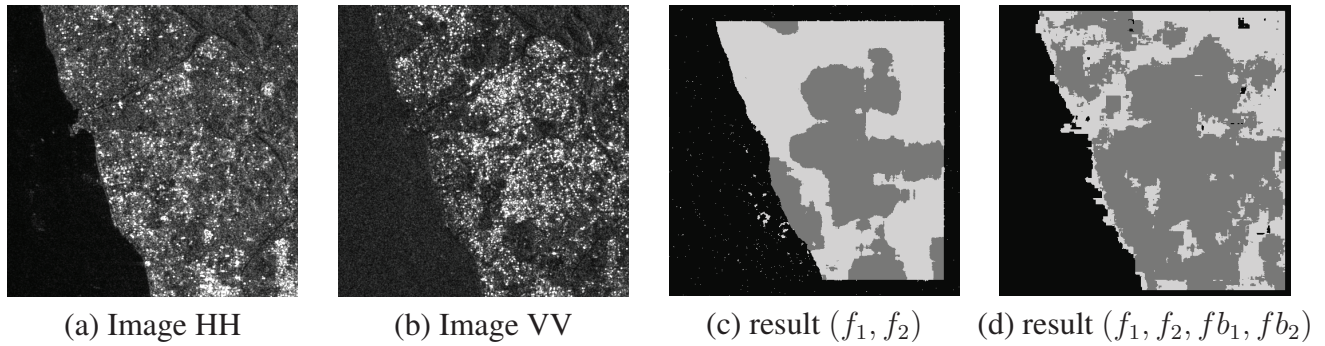 (a) Image HH
(b) Image VV
(c) result (f₁, f₂)
(d) result (f₁, f₂, fb₁, fb₂)